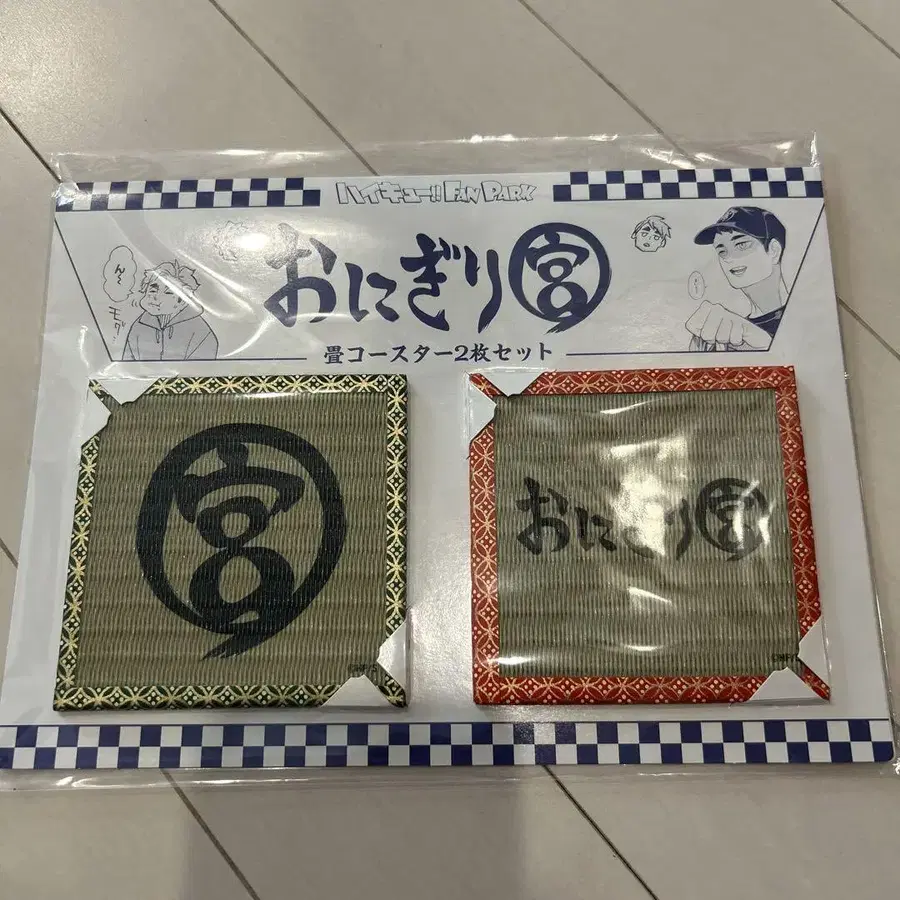 ハイキュー!! FAN PARK
おにぎり宮
ん〜
モグ
畳コースター2枚セット
宮
おにぎり宮